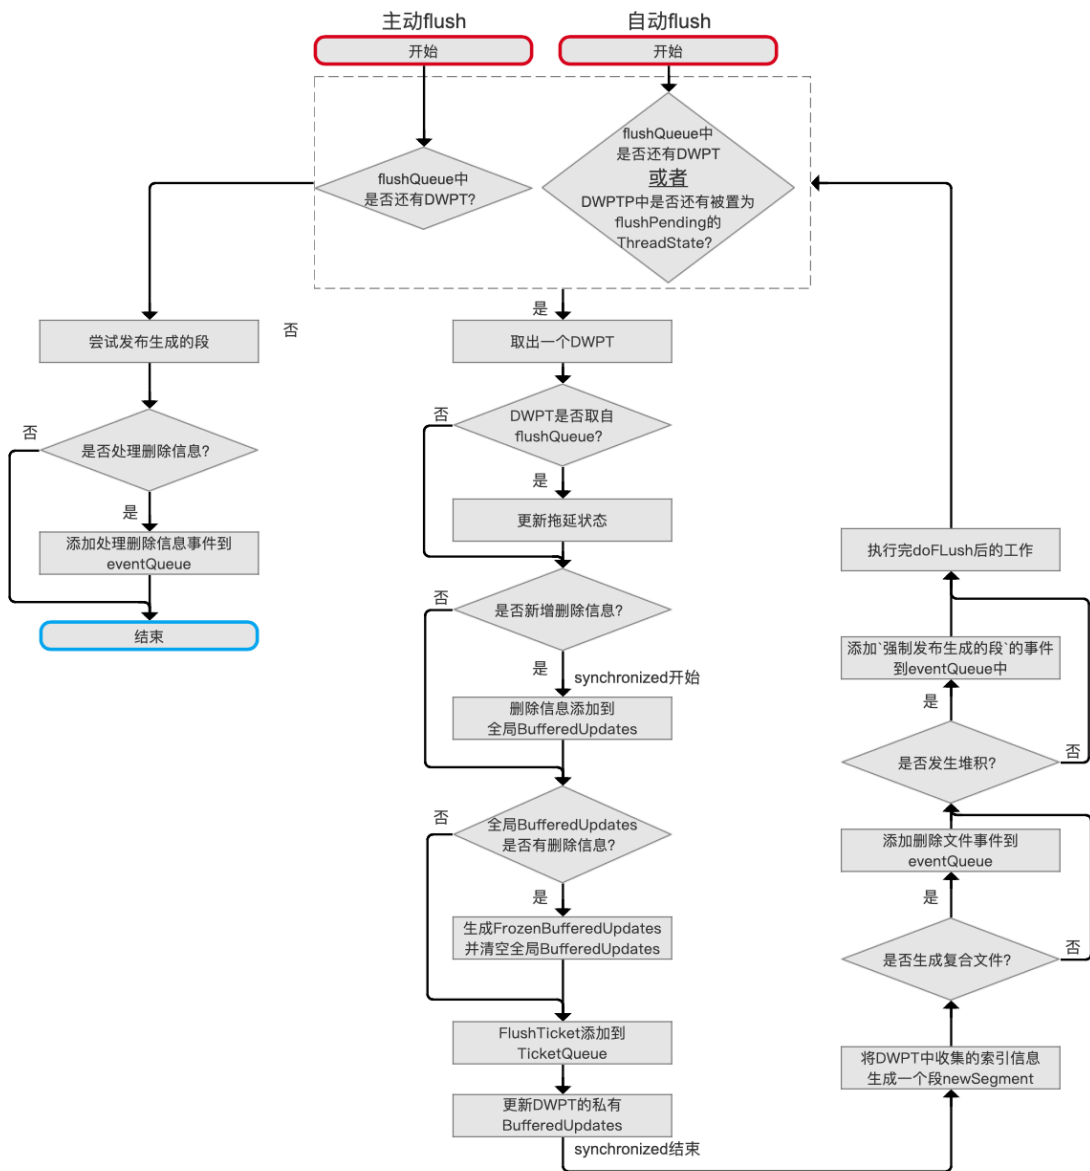 主动flush
自动flush
开始
开始
flushQueue中
是否还有DWPT?
flushQueue中
是否还有DWPT
或者
DWPTP中是否还有被置为
flushPending的
ThreadState?
是
否
尝试发布生成的段
取出一个DWPT
否
是否处理删除信息?
是
添加处理删除信息事件到
eventQueue
结束
否
DWPT是否取自
flushQueue?
是
更新拖延状态
否
是否新增删除信息?
是
synchronized开始
删除信息添加到
全局BufferedUpdates
否
全局BufferedUpdates
是否有删除信息?
是
生成FrozenBufferedUpdates
并清空全局BufferedUpdates
FlushTicket添加到
TicketQueue
更新DWPT的私有
BufferedUpdates
synchronized结束
执行完doFLush后的工作
添加`强制发布生成的段`的事件
到eventQueue中
是
是否发生堆积?
否
添加删除文件事件到
eventQueue
是
是否生成复合文件?
否
将DWPT中收集的索引信息
生成一个段newSegment